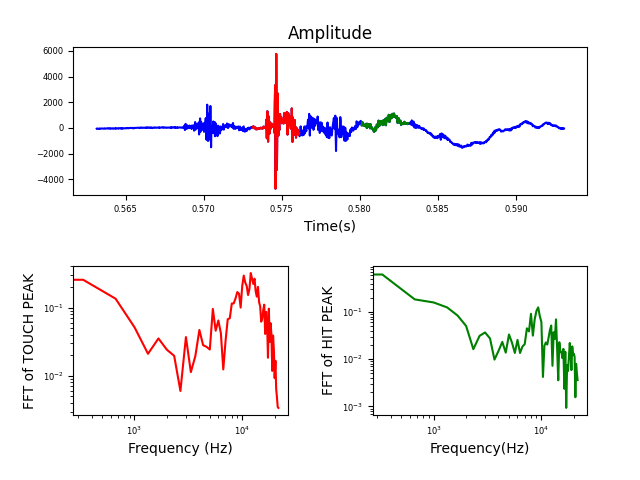 Amplitude
6000
4000
2000
0
−2000
−4000
0.565 0.570 0.575 0.580 0.585 0.590
Time(s)
FFT of TOUCH PEAK
10⁻¹
10⁻²
10³ 10⁴
Frequency (Hz)
FFT of HIT PEAK
10⁻¹
10⁻²
10⁻³
10³ 10⁴
Frequency(Hz)